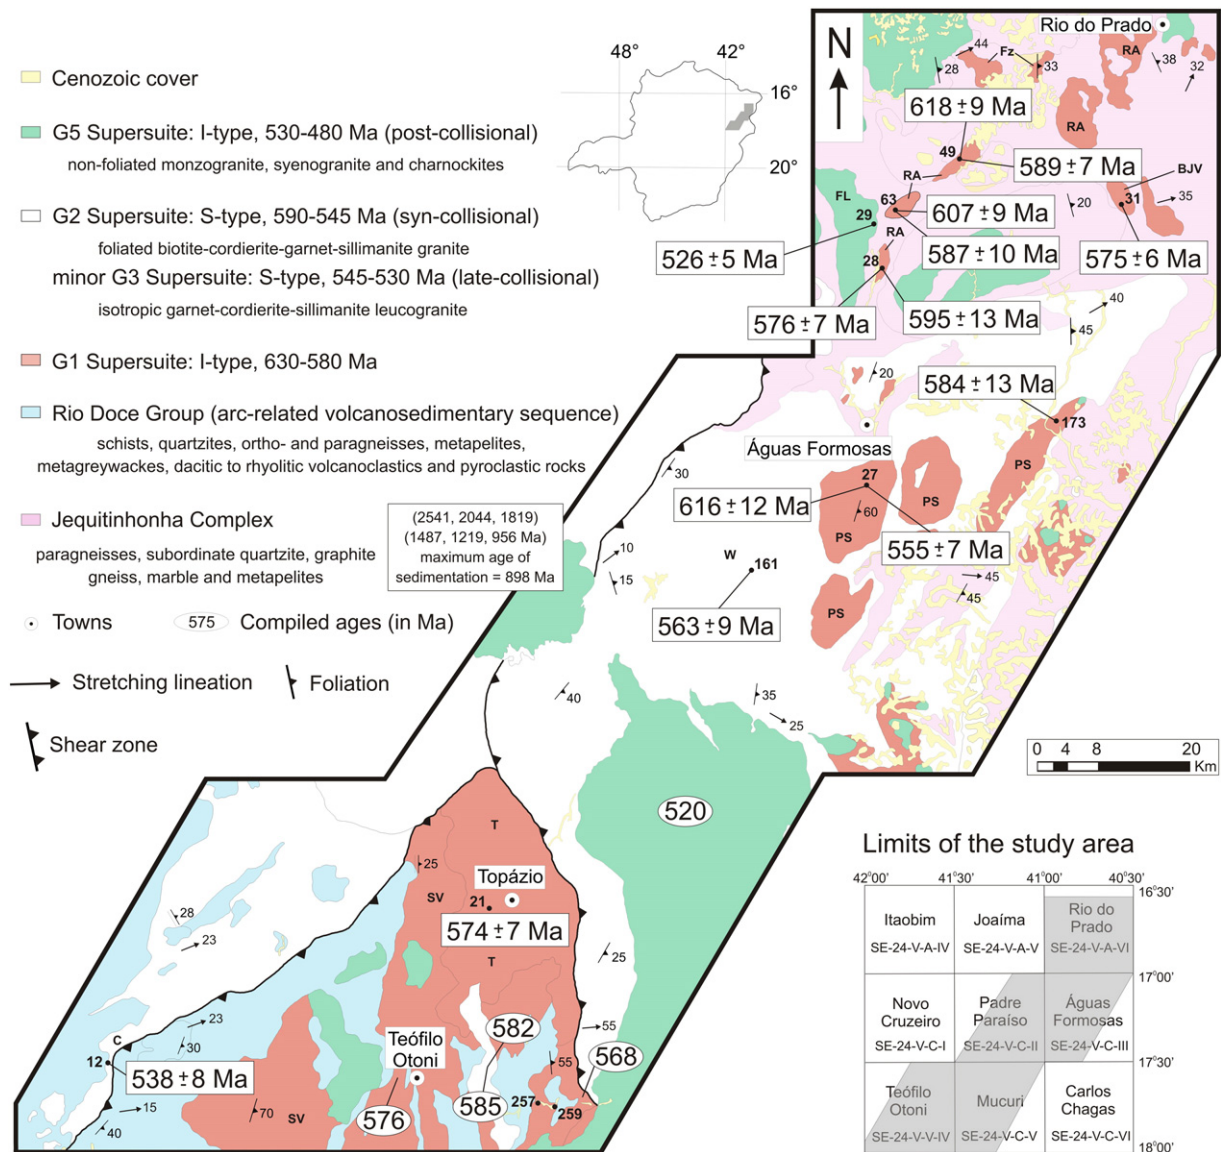 Cenozoic cover
G5 Supersuite: I-type, 530-480 Ma (post-collisional)
non-foliated monzogranite, syenogranite and charnockites
G2 Supersuite: S-type, 590-545 Ma (syn-collisional)
foliated biotite-cordierite-garnet-sillimanite granite
minor G3 Supersuite: S-type, 545-530 Ma (late-collisional)
isotropic garnet-cordierite-sillimanite leucogranite
G1 Supersuite: I-type, 630-580 Ma
Rio Doce Group (arc-related volcanosedimentary sequence)
schists, quartzites, ortho- and paragneisses, metapelites,
metagreywackes, dacitic to rhyolitic volcanoclastics and pyroclastic rocks
Jequitinhonha Complex
paragneisses, subordinate quartzite, graphite
gneiss, marble and metapelites
(2541, 2044, 1819)
(1487, 1219, 956 Ma)
maximum age of
sedimentation = 898 Ma
Towns
575 Compiled ages (in Ma)
Stretching lineation
Foliation
Shear zone
48°
42°
16°
20°
N
Rio do Prado
44
Fz
28
33
RA
38
32
618 ± 9 Ma
RA
49
589 ± 7 Ma
RA
BJV
FL
63
29
607 ± 9 Ma
20
31
35
RA
526 ± 5 Ma
28
587 ± 10 Ma
575 ± 6 Ma
576 ± 7 Ma
595 ± 13 Ma
40
45
20
584 ± 13 Ma
173
Águas Formosas
30
27
PS
PS
616 ± 12 Ma
60
PS
555 ± 7 Ma
10
15
W
161
45
45
PS
563 ± 9 Ma
40
35
25
0 4 8 20
Km
520
T
25
Topázio
SV
21
574 ± 7 Ma
T
28
23
25
23
30
C
12
538 ± 8 Ma
Teófilo
Otoni
582
55
568
55
15
40
70
SV
576
585
257
259
Limits of the study area
42°00' 41°30' 41°00' 40°30'
16°30'
Itaobim
SE-24-V-A-IV
Joaíma
SE-24-V-A-V
Rio do
Prado
SE-24-V-A-VI
17°00'
Novo
Cruzeiro
SE-24-V-C-I
Padre
Paraíso
SE-24-V-C-II
Águas
Formosas
SE-24-V-C-III
17°30'
Teófilo
Otoni
SE-24-V-V-IV
Mucuri
SE-24-V-C-V
Carlos
Chagas
SE-24-V-C-VI
18°00'